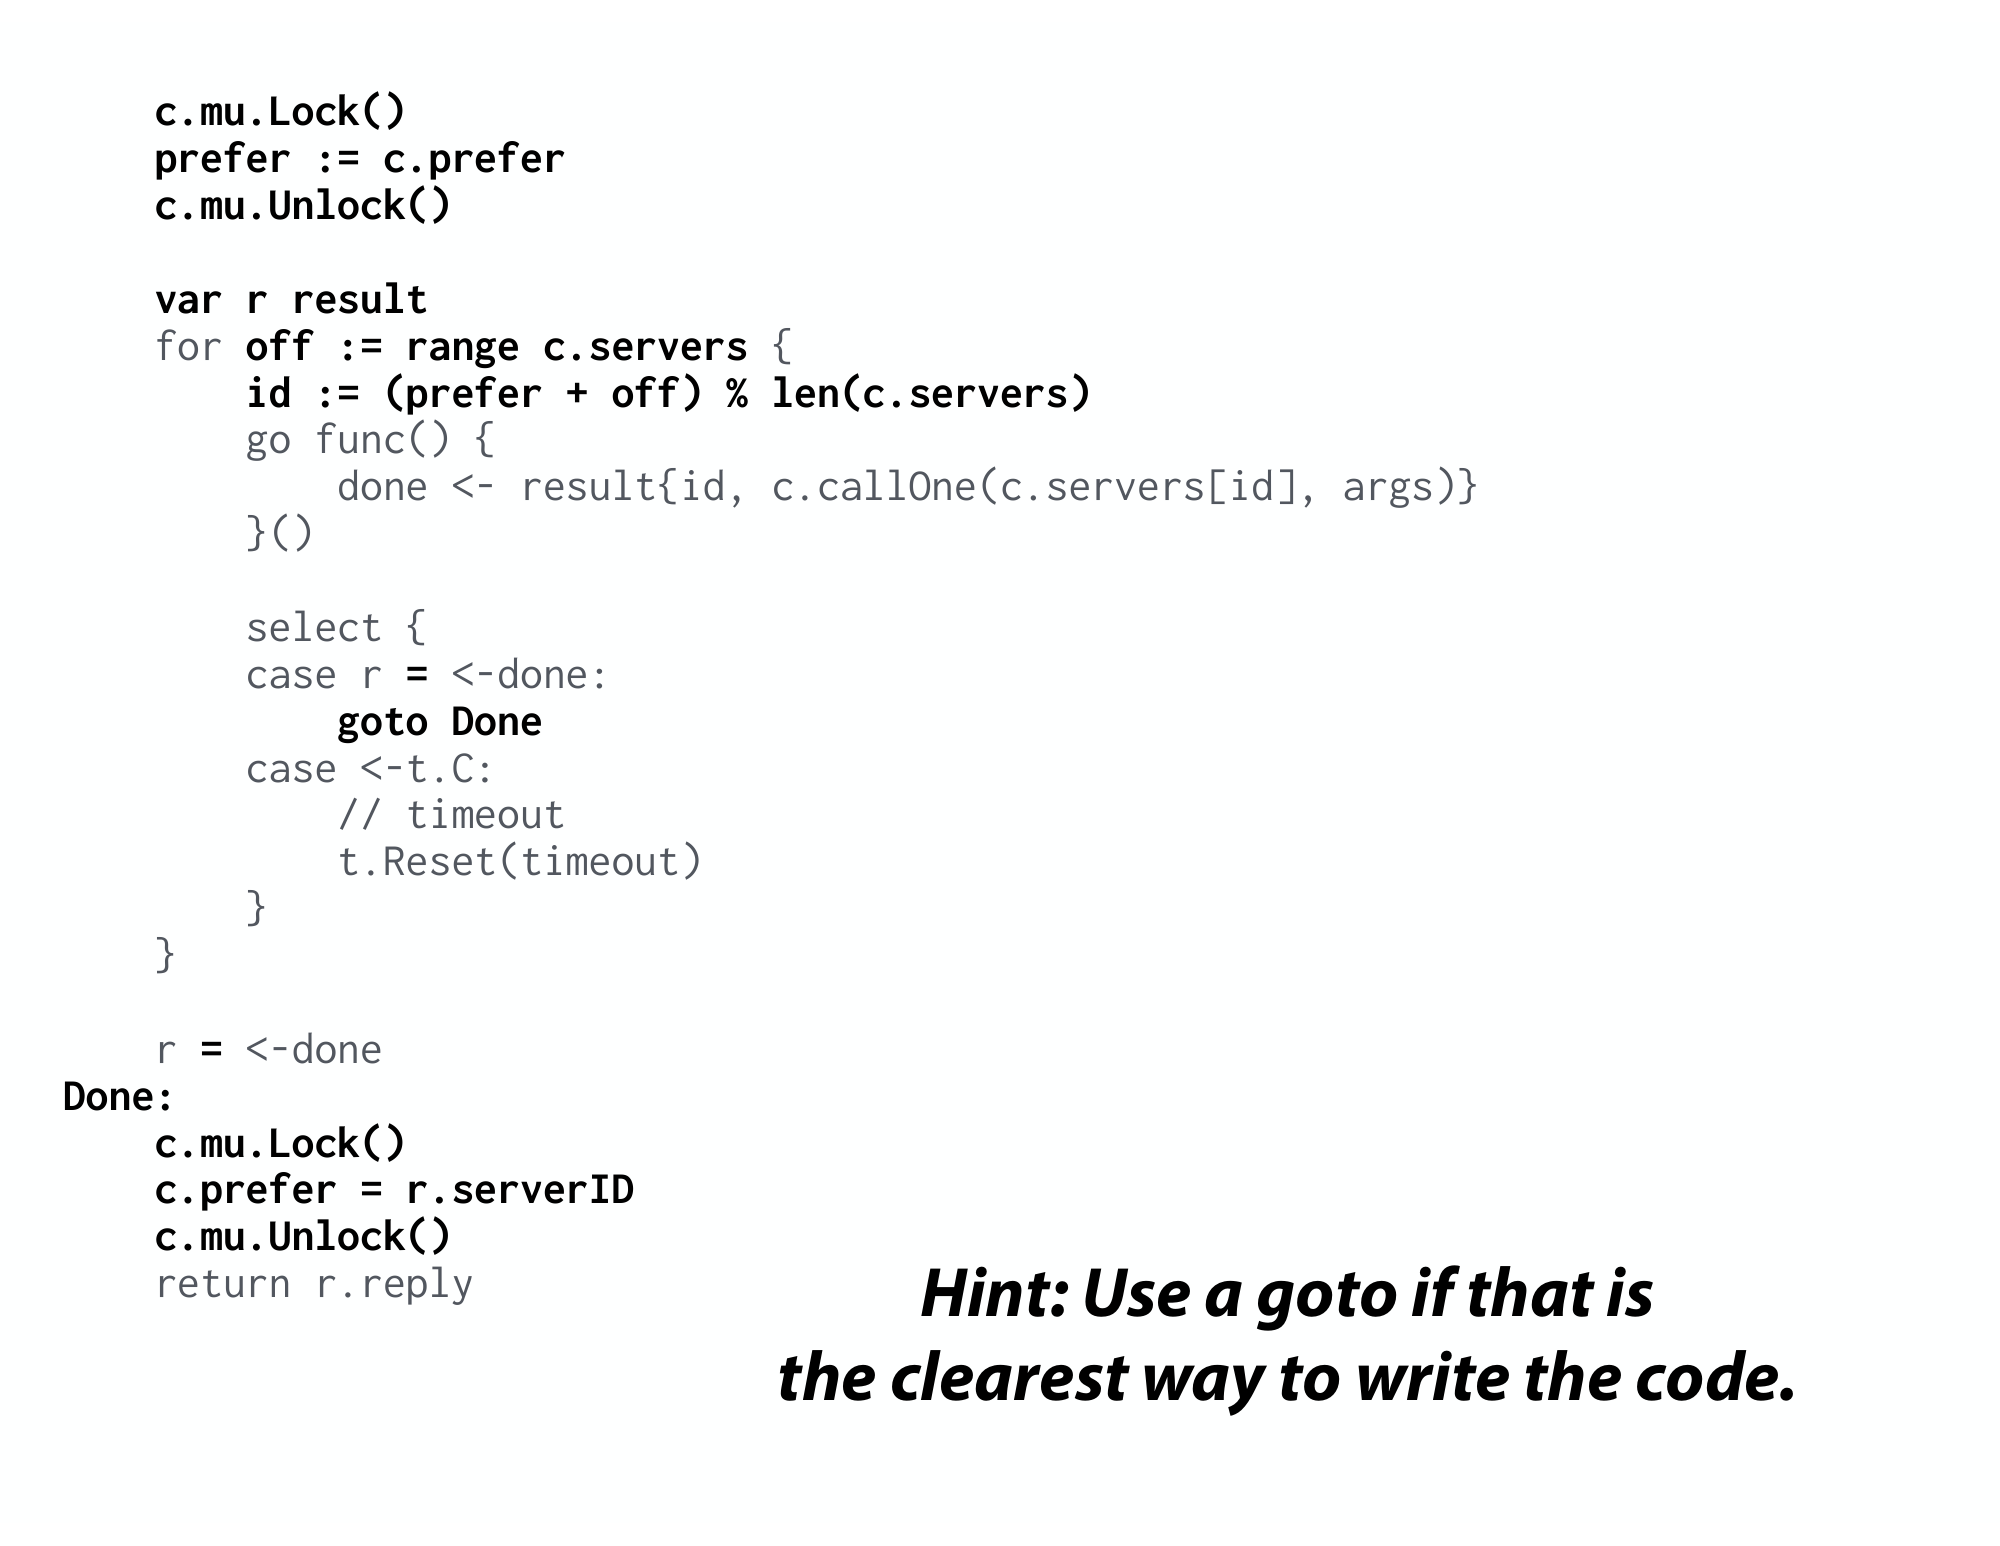 c.mu.Lock()
prefer := c.prefer
c.mu.Unlock()
var r result
for off := range c.servers {
id := (prefer + off) % len(c.servers)
go func() {
done <- result{id, c.callOne(c.servers[id], args)}
}()
select {
case r = <-done:
goto Done
case <-t.C:
// timeout
t.Reset(timeout)
}
}
r = <-done
Done:
c.mu.Lock()
c.prefer = r.serverID
c.mu.Unlock()
return r.reply
Hint: Use a goto if that is
the clearest way to write the code.